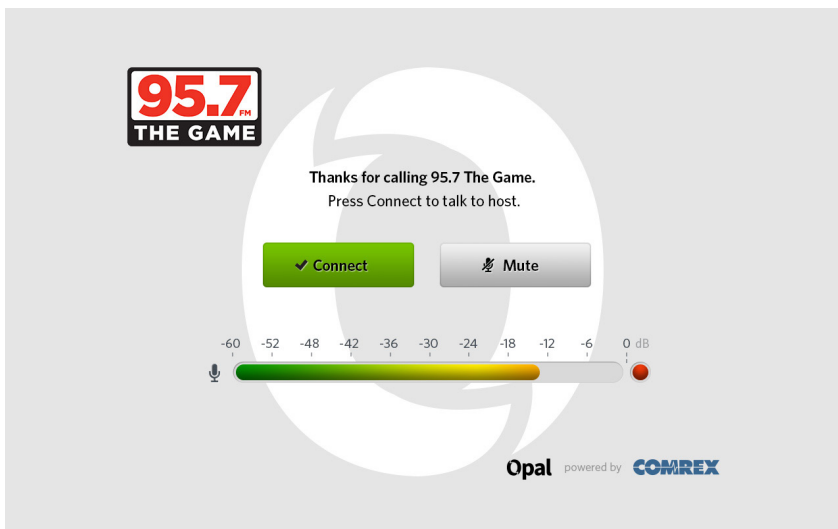 95.7
FM
THE GAME
Thanks for calling 95.7 The Game.
Press Connect to talk to host.
Connect
Mute
-60 -52 -48 -42 -36 -30 -24 -18 -12 -6 0 dB
Opal powered by COMREX